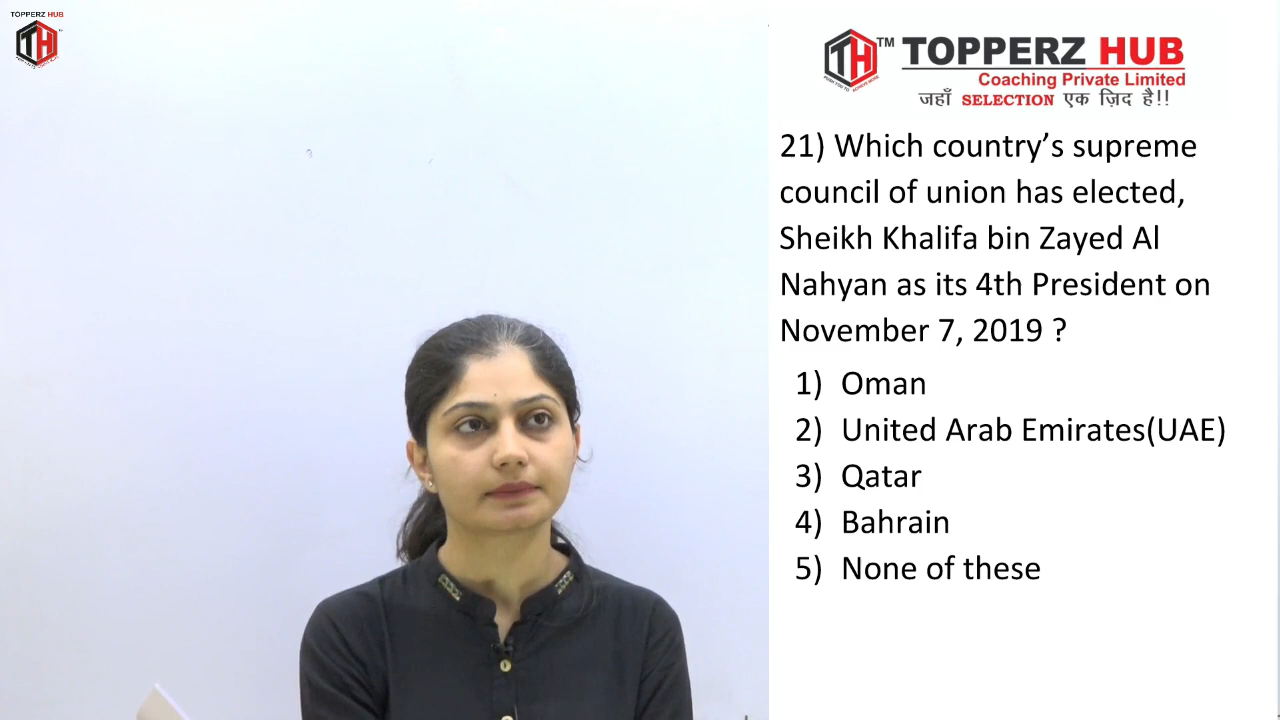 TOPPERZ HUB
TH
TH™ TOPPERZ HUB
Coaching Private Limited
जहाँ SELECTION एक ज़िद है!!
21) Which country’s supreme
council of union has elected,
Sheikh Khalifa bin Zayed Al
Nahyan as its 4th President on
November 7, 2019 ?
1) Oman
2) United Arab Emirates(UAE)
3) Qatar
4) Bahrain
5) None of these